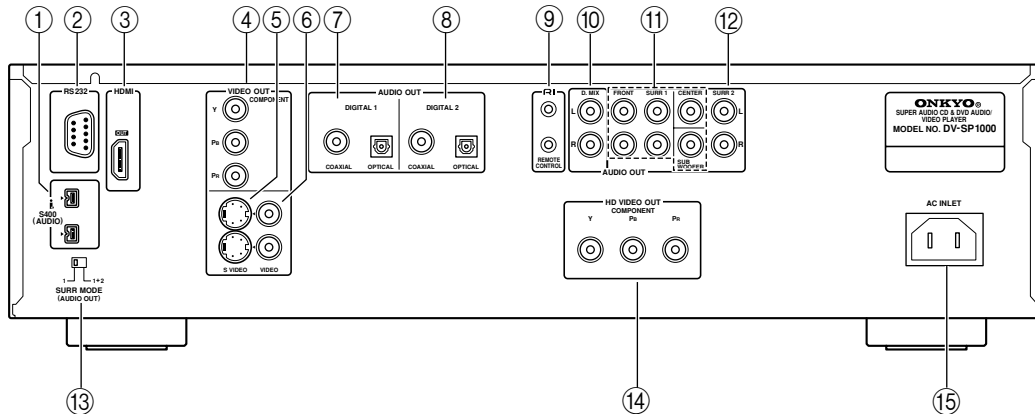 ① ② ③ ④ ⑤ ⑥ ⑦ ⑧ ⑨ ⑩ ⑪ ⑫
RS232
HDMI
OUT
VIDEO OUT
COMPONENT
Y
PB
PR
S VIDEO
VIDEO
AUDIO OUT
DIGITAL 1
DIGITAL 2
COAXIAL
OPTICAL
COAXIAL
OPTICAL
RI
REMOTE
CONTROL
D. MIX
FRONT
SURR 1
CENTER
SURR 2
L
L
R
R
SUB
WOOFER
AUDIO OUT
ONKYO®
SUPER AUDIO CD & DVD AUDIO/
VIDEO PLAYER
MODEL NO. DV-SP1000
S400
(AUDIO)
1
1+2
SURR MODE
(AUDIO OUT)
HD VIDEO OUT
COMPONENT
Y
PB
PR
AC INLET
⑬ ⑭ ⑮